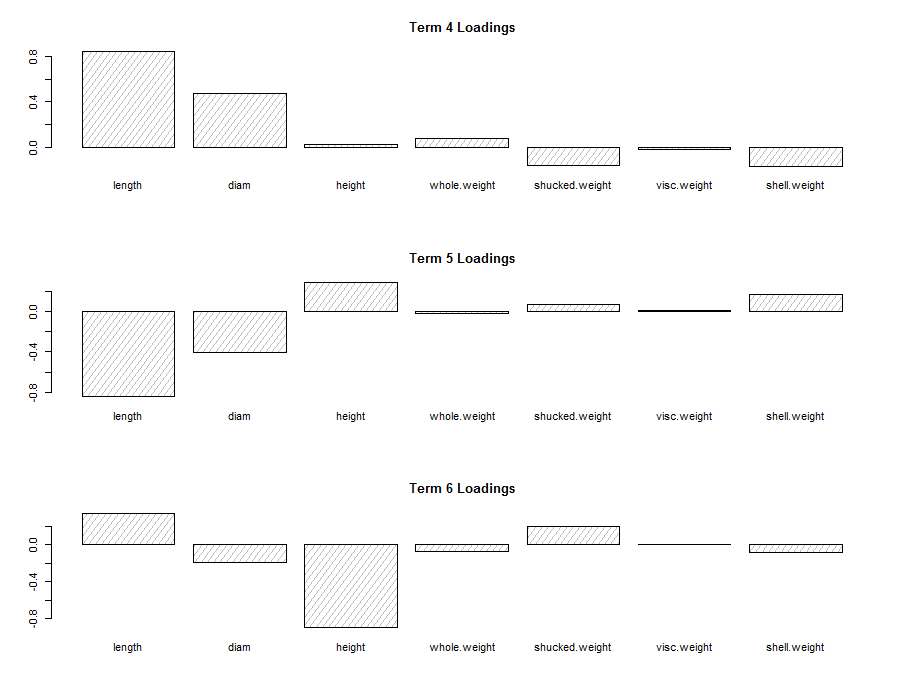 Term 4 Loadings
0.8
0.4
0.0
length diam height whole.weight shucked.weight visc.weight shell.weight
Term 5 Loadings
0.0
-0.4
-0.8
length diam height whole.weight shucked.weight visc.weight shell.weight
Term 6 Loadings
0.0
-0.4
-0.8
length diam height whole.weight shucked.weight visc.weight shell.weight